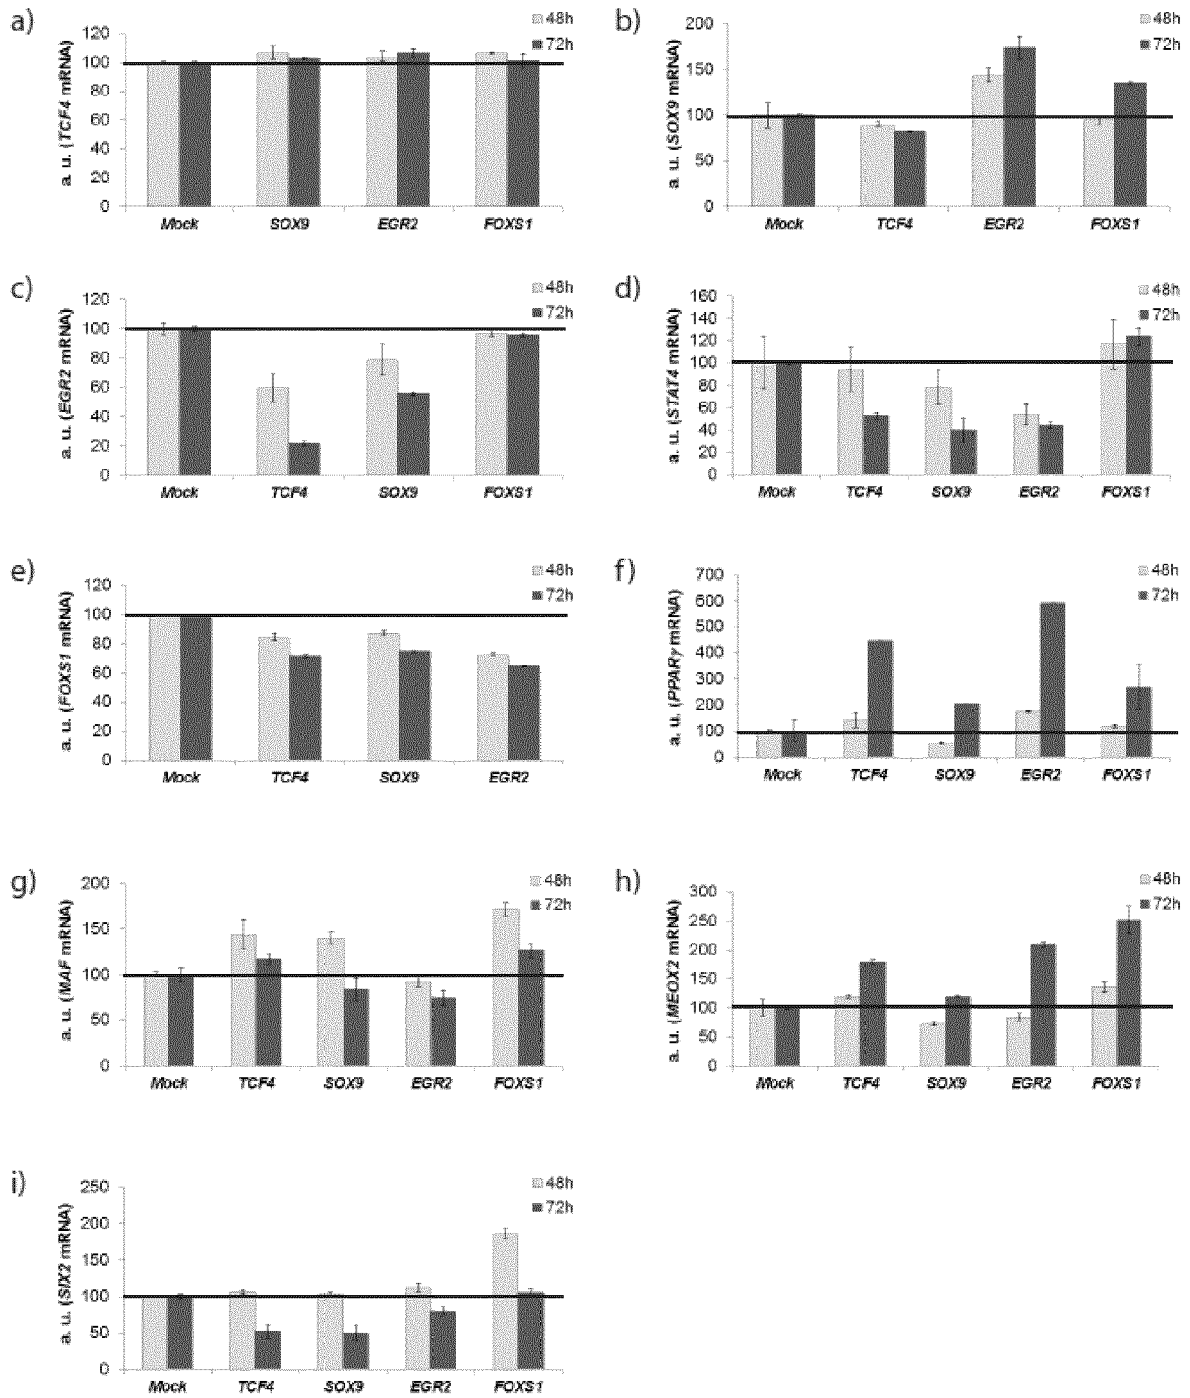 a)
a. u. (TCF4 mRNA)
120
100
80
60
40
20
0
48h
72h
Mock SOX9 EGR2 FOXS1
b)
a. u. (SOX9 mRNA)
200
150
100
50
0
48h
72h
Mock TCF4 EGR2 FOXS1
c)
a. u. (EGR2 mRNA)
120
100
80
60
40
20
0
48h
72h
Mock TCF4 SOX9 FOXS1
d)
a. u. (STAT4 mRNA)
160
140
120
100
80
60
40
20
0
48h
72h
Mock TCF4 SOX9 EGR2 FOXS1
e)
a. u. (FOXS1 mRNA)
120
100
80
60
40
20
0
48h
72h
Mock TCF4 SOX9 EGR2
f)
a. u. (PPARγ mRNA)
700
600
500
400
300
200
100
0
48h
72h
Mock TCF4 SOX9 EGR2 FOXS1
g)
a. u. (MAF mRNA)
200
150
100
50
0
48h
72h
Mock TCF4 SOX9 EGR2 FOXS1
h)
a. u. (MEOX2 mRNA)
300
250
200
150
100
50
0
48h
72h
Mock TCF4 SOX9 EGR2 FOXS1
i)
a. u. (SIX2 mRNA)
250
200
150
100
50
0
48h
72h
Mock TCF4 SOX9 EGR2 FOXS1